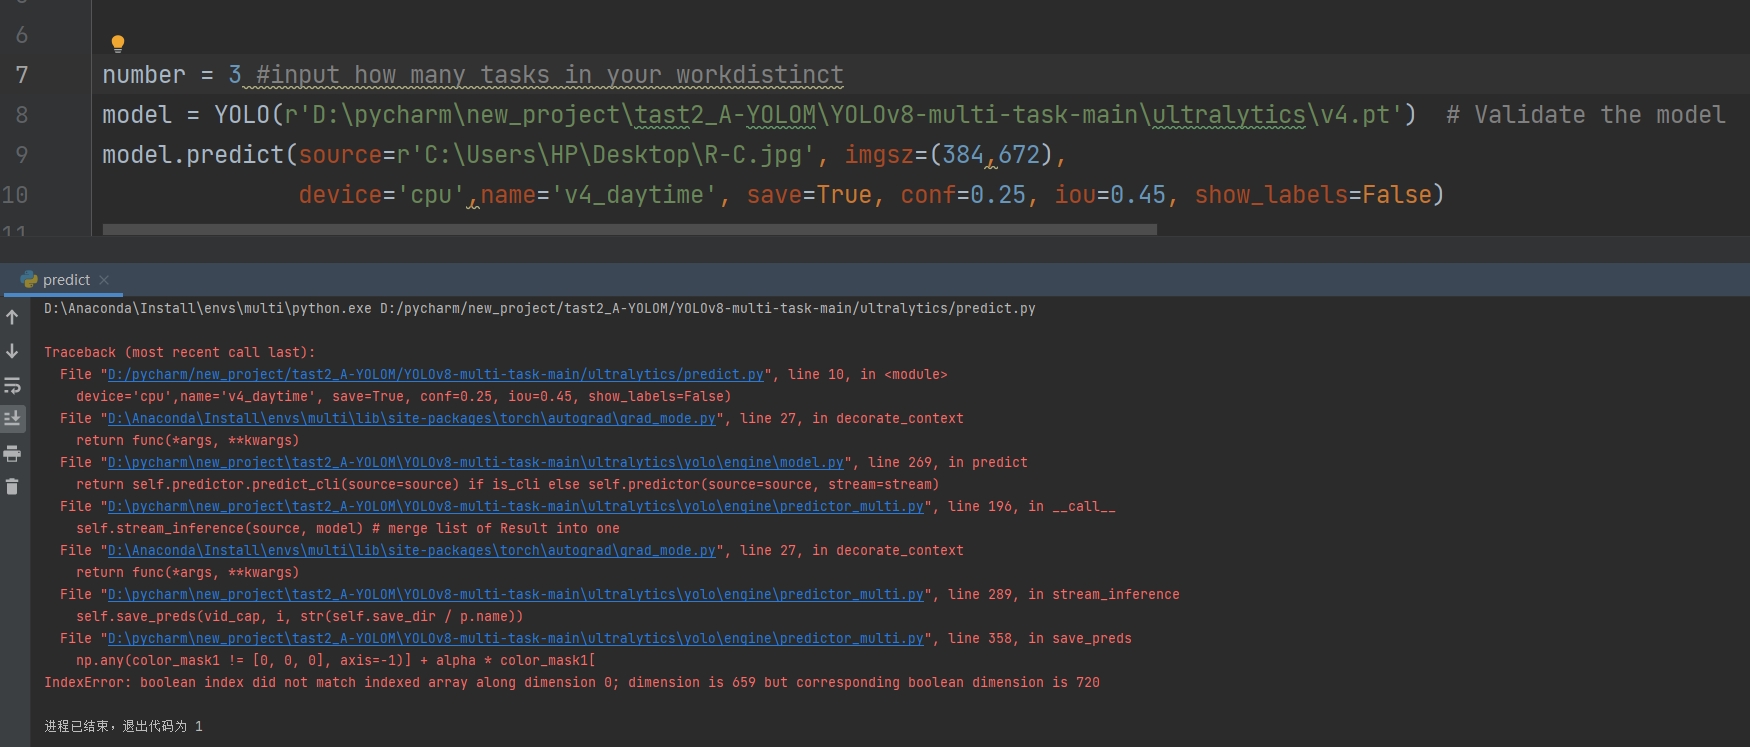 6
7 number = 3 #input how many tasks in your workdistinct
8 model = YOLO(r'D:\pycharm\new_project\tast2_A-YOLOM\YOLOv8-multi-task-main\ultralytics\v4.pt')  # Validate the model
9 model.predict(source=r'C:\Users\HP\Desktop\R-C.jpg', imgsz=(384,672),
10 device='cpu',name='v4_daytime', save=True, conf=0.25, iou=0.45, show_labels=False)
11
predict
D:\Anaconda\Install\envs\multi\python.exe D:/pycharm/new_project/tast2_A-YOLOM/YOLOv8-multi-task-main/ultralytics/predict.py
Traceback (most recent call last):
File "D:/pycharm/new_project/tast2_A-YOLOM/YOLOv8-multi-task-main/ultralytics/predict.py", line 10, in <module>
device='cpu',name='v4_daytime', save=True, conf=0.25, iou=0.45, show_labels=False)
File "D:\Anaconda\Install\envs\multi\lib\site-packages\torch\autograd\grad_mode.py", line 27, in decorate_context
return func(*args, **kwargs)
File "D:\pycharm\new_project\tast2_A-YOLOM\YOLOv8-multi-task-main\ultralytics\yolo\engine\model.py", line 269, in predict
return self.predictor.predict_cli(source=source) if is_cli else self.predictor(source=source, stream=stream)
File "D:\pycharm\new_project\tast2_A-YOLOM\YOLOv8-multi-task-main\ultralytics\yolo\engine\predictor_multi.py", line 196, in __call__
self.stream_inference(source, model) # merge list of Result into one
File "D:\Anaconda\Install\envs\multi\lib\site-packages\torch\autograd\grad_mode.py", line 27, in decorate_context
return func(*args, **kwargs)
File "D:\pycharm\new_project\tast2_A-YOLOM\YOLOv8-multi-task-main\ultralytics\yolo\engine\predictor_multi.py", line 289, in stream_inference
self.save_preds(vid_cap, i, str(self.save_dir / p.name))
File "D:\pycharm\new_project\tast2_A-YOLOM\YOLOv8-multi-task-main\ultralytics\yolo\engine\predictor_multi.py", line 358, in save_preds
np.any(color_mask1 != [0, 0, 0], axis=-1)] + alpha * color_mask1[
IndexError: boolean index did not match indexed array along dimension 0; dimension is 659 but corresponding boolean dimension is 720
进程已结束，退出代码为 1